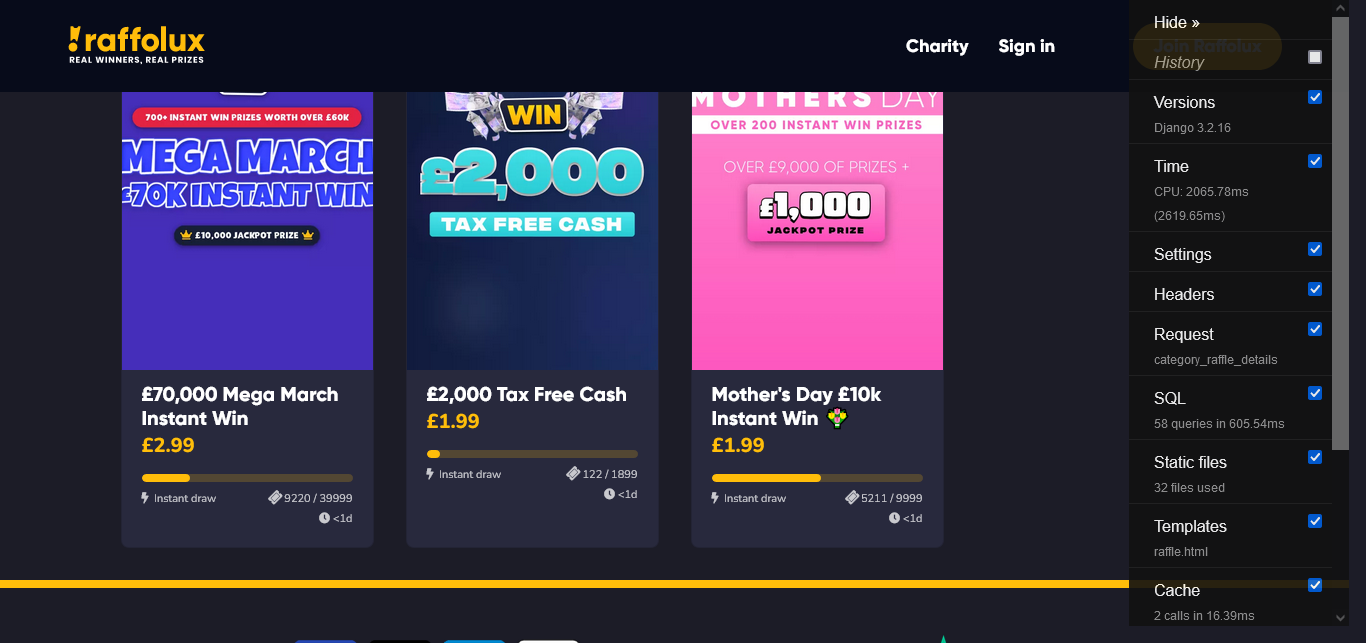 raffolux
REAL WINNERS, REAL PRIZES
Charity
Sign in
Join Raffolux
700+ INSTANT WIN PRIZES WORTH OVER £60K
MEGA MARCH
£70K INSTANT WIN
£10,000 JACKPOT PRIZE
£70,000 Mega March
Instant Win
£2.99
Instant draw
9220 / 39999
<1d
WIN
£2,000
TAX FREE CASH
£2,000 Tax Free Cash
£1.99
Instant draw
122 / 1899
<1d
MOTHERS DAY
OVER 200 INSTANT WIN PRIZES
OVER £9,000 OF PRIZES +
£1,000
JACKPOT PRIZE
Mother's Day £10k
Instant Win
£1.99
Instant draw
5211 / 9999
<1d
Hide »
History
Versions
Django 3.2.16
Time
CPU: 2065.78ms
(2619.65ms)
Settings
Headers
Request
category_raffle_details
SQL
58 queries in 605.54ms
Static files
32 files used
Templates
raffle.html
Cache
2 calls in 16.39ms